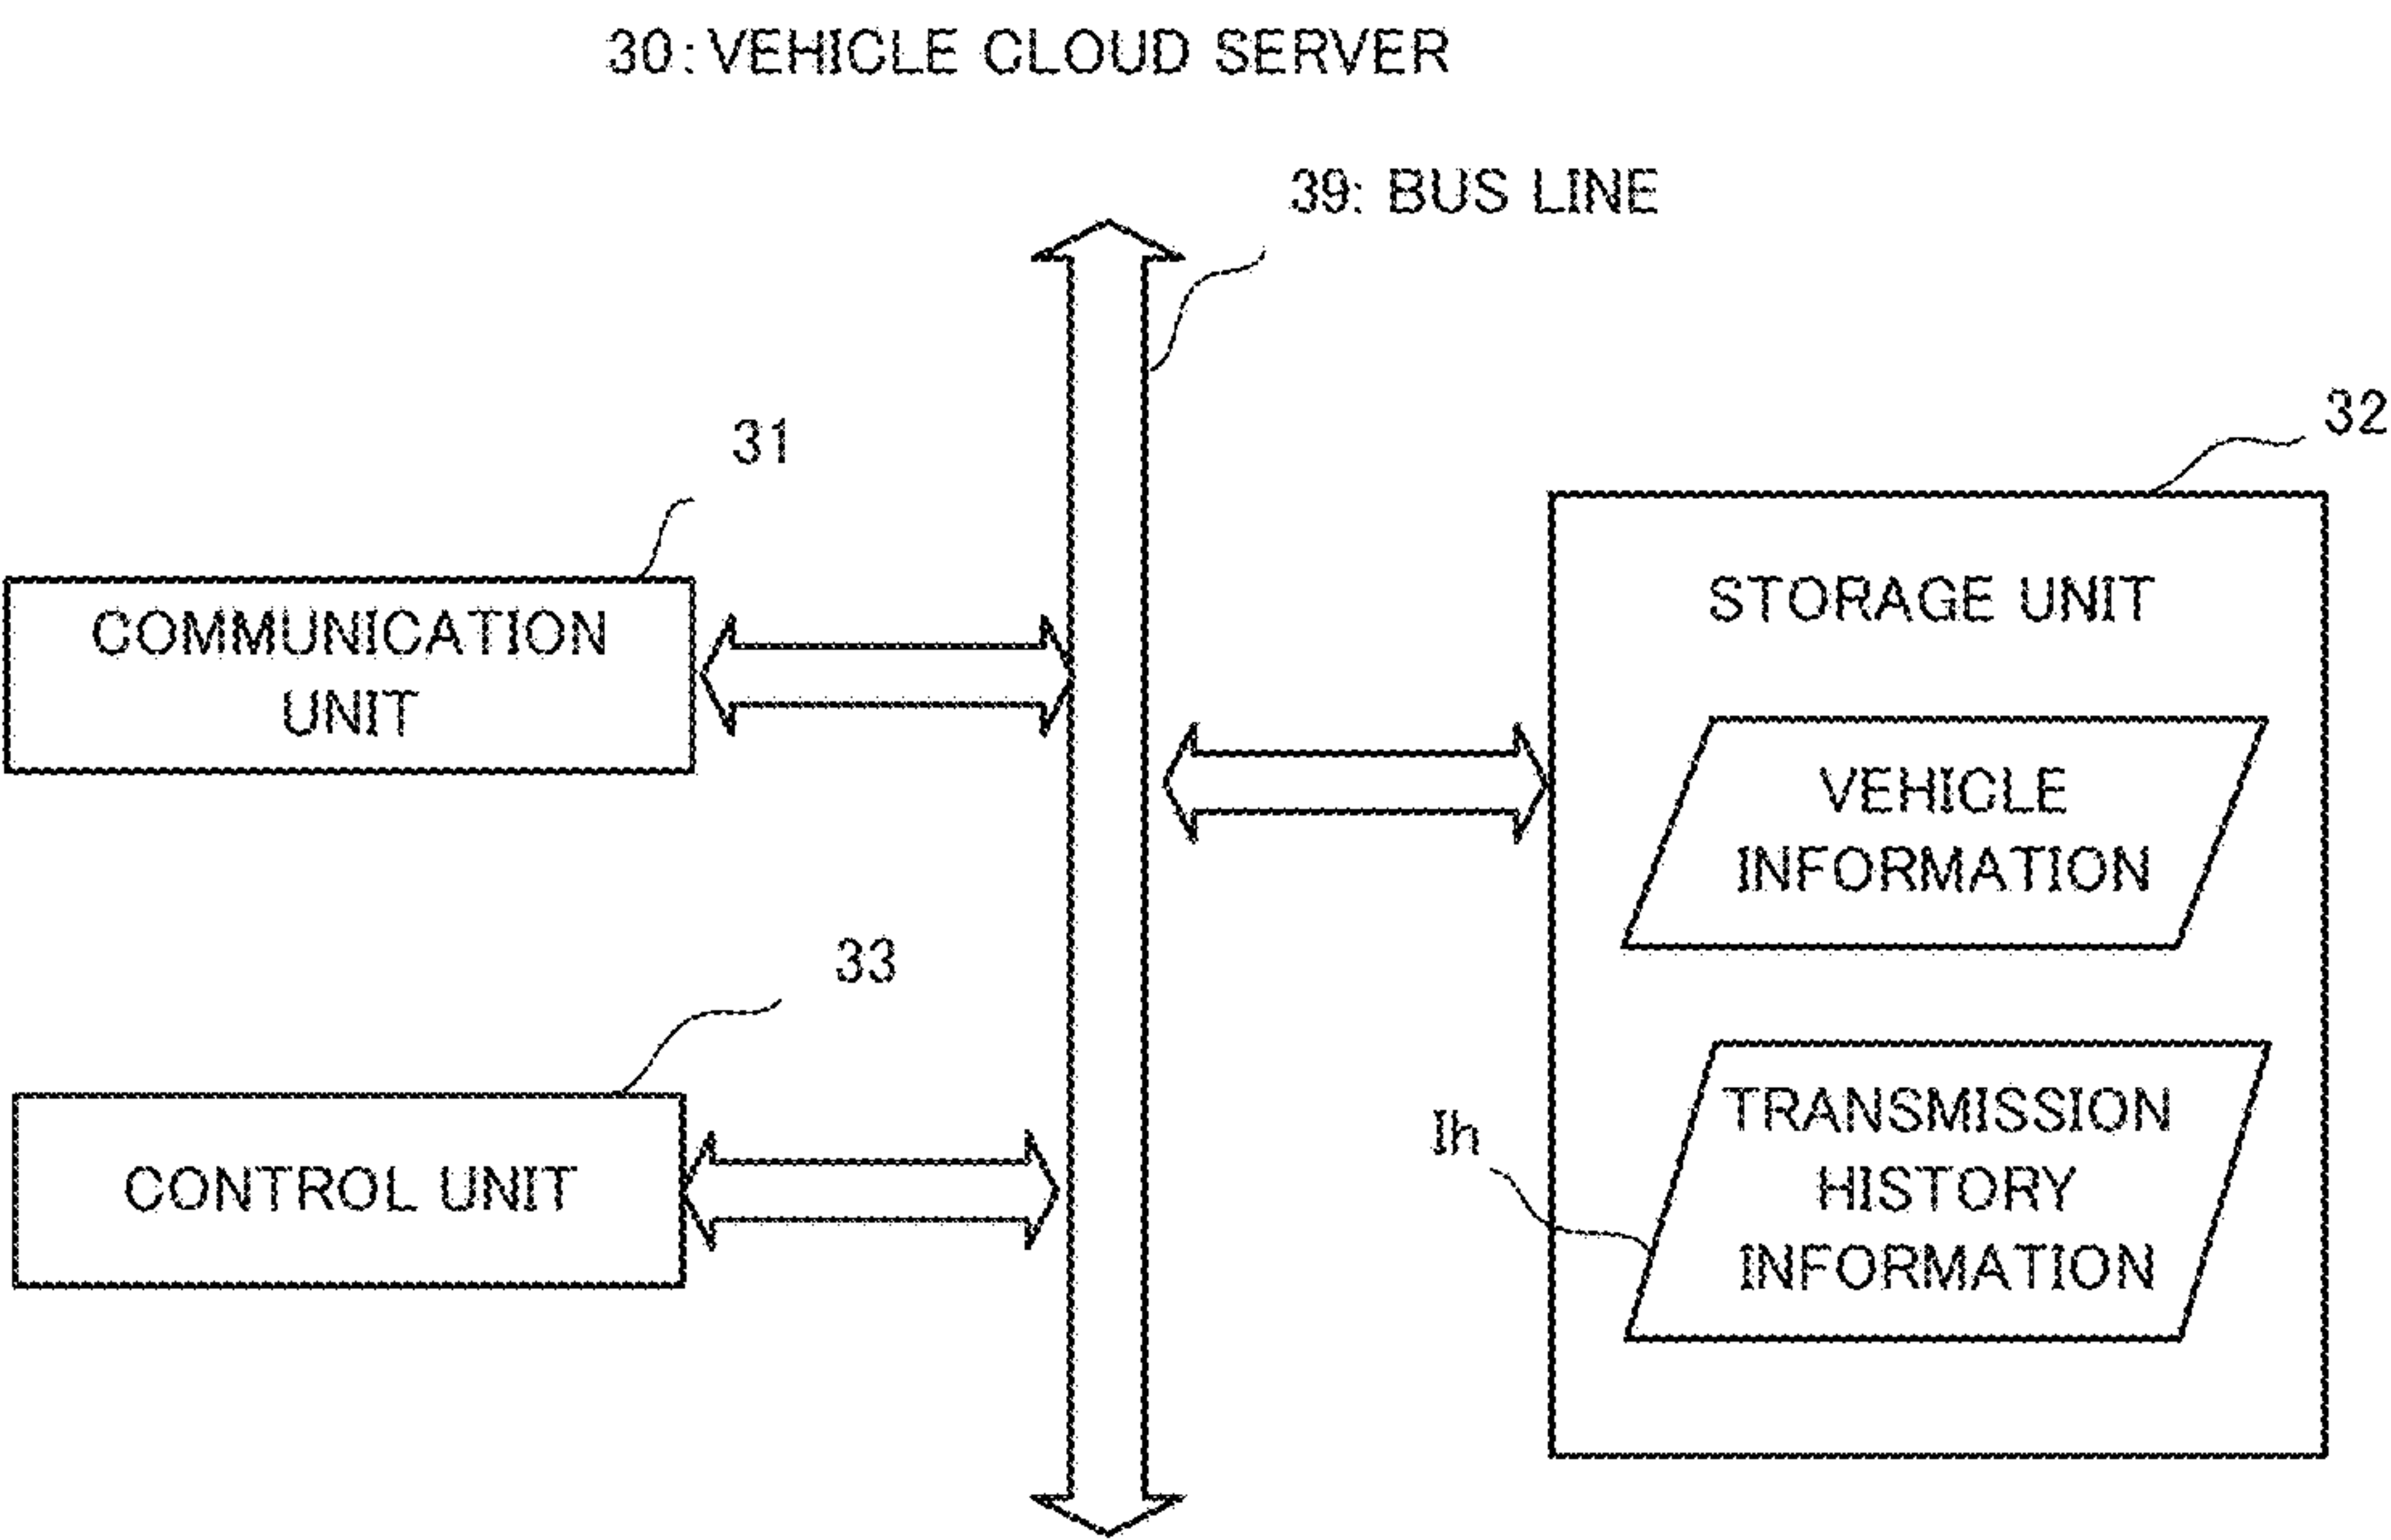 30: VEHICLE CLOUD SERVER
39: BUS LINE
31
COMMUNICATION
UNIT
32
STORAGE UNIT
VEHICLE
INFORMATION
33
CONTROL UNIT
Ih
TRANSMISSION
HISTORY
INFORMATION